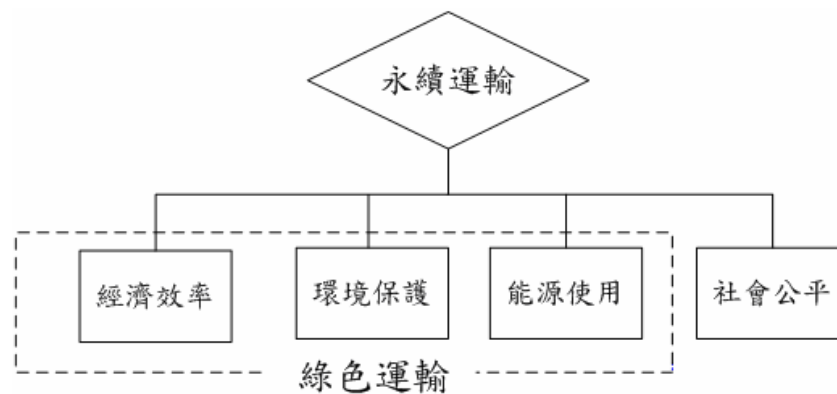 永續運輸
經濟效率
環境保護
能源使用
社會公平
綠色運輸